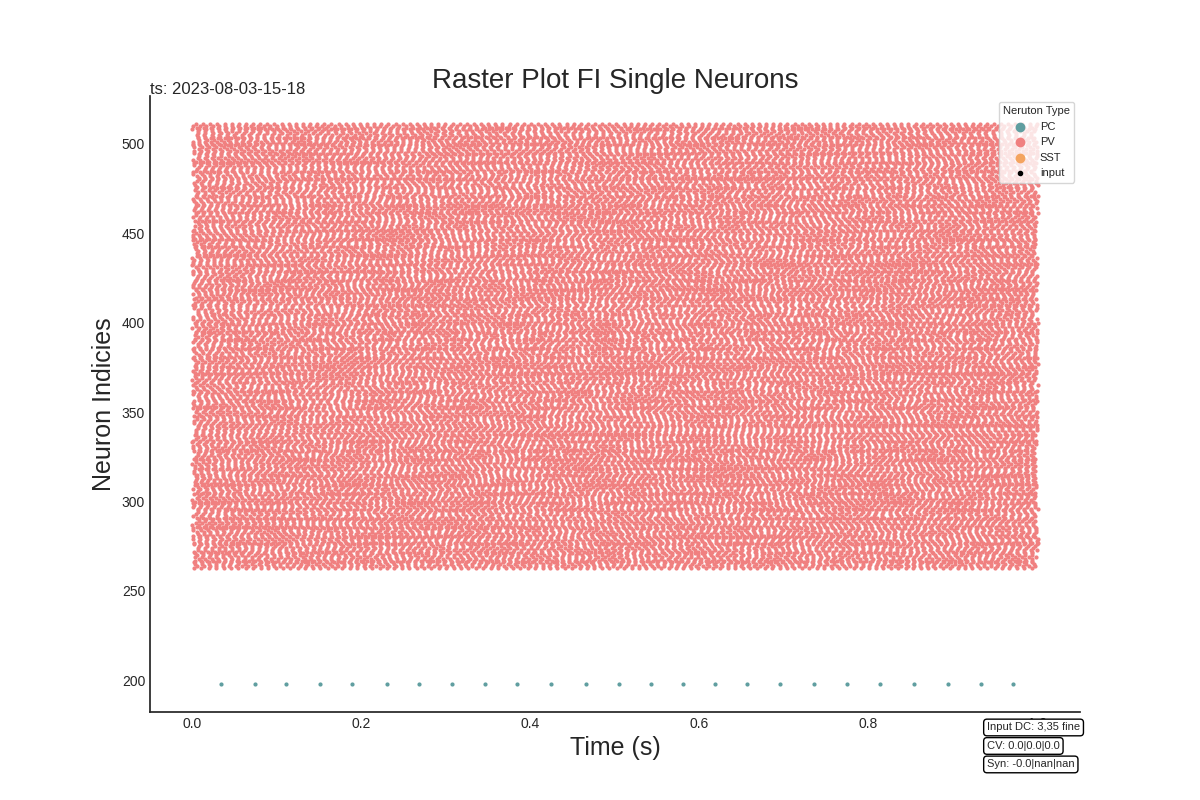 Raster Plot FI Single Neurons
ts: 2023-08-03-15-18
Neruton Type
PC
PV
SST
input
500
450
400
350
300
250
200
Neuron Indicies
0.0 0.2 0.4 0.6 0.8
Time (s)
Input DC: 3,35 fine
CV: 0.0|0.0|0.0
Syn: -0.0|nan|nan